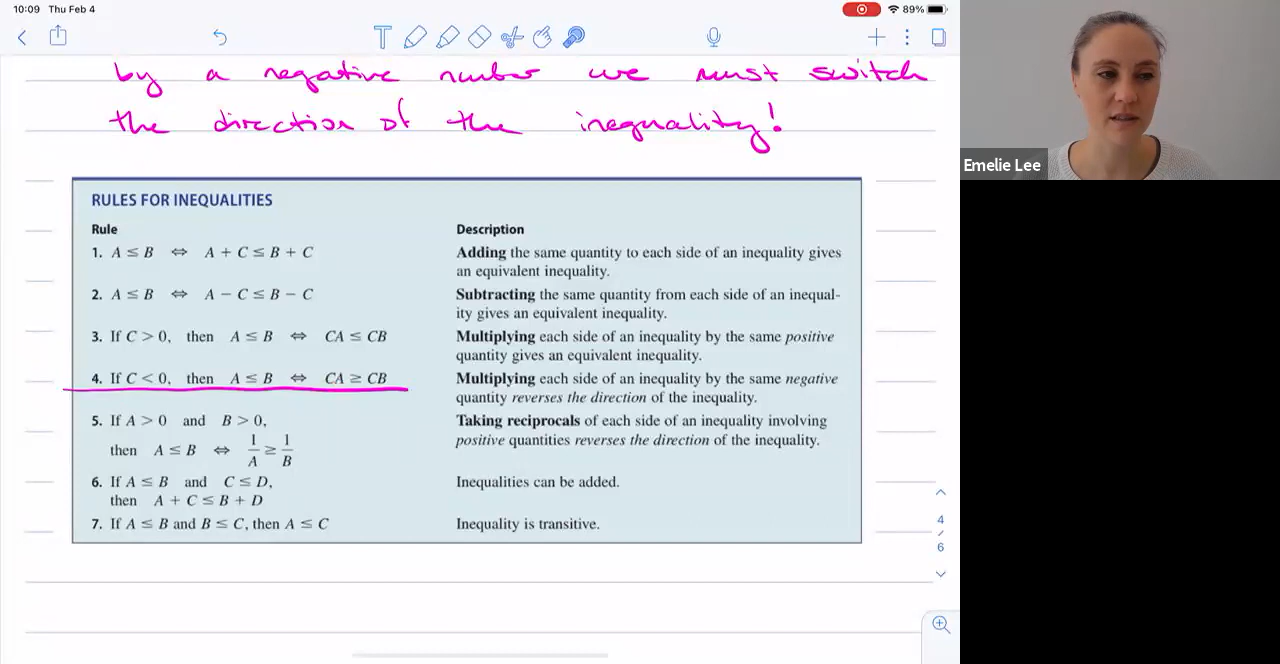 10:09 Thu Feb 4
89%
by a negative number we must switch
the direction of the inequality!
Emelie Lee
RULES FOR INEQUALITIES
Rule Description
1. A ≤ B ⇔ A + C ≤ B + C Adding the same quantity to each side of an inequality gives
an equivalent inequality.
2. A ≤ B ⇔ A − C ≤ B − C Subtracting the same quantity from each side of an inequal-
ity gives an equivalent inequality.
3. If C > 0, then A ≤ B ⇔ CA ≤ CB Multiplying each side of an inequality by the same positive
quantity gives an equivalent inequality.
4. If C < 0, then A ≤ B ⇔ CA ≥ CB Multiplying each side of an inequality by the same negative
quantity reverses the direction of the inequality.
5. If A > 0 and B > 0, Taking reciprocals of each side of an inequality involving
then A ≤ B ⇔ 1/A ≥ 1/B positive quantities reverses the direction of the inequality.
6. If A ≤ B and C ≤ D, Inequalities can be added.
then A + C ≤ B + D
7. If A ≤ B and B ≤ C, then A ≤ C Inequality is transitive.
4
/
6